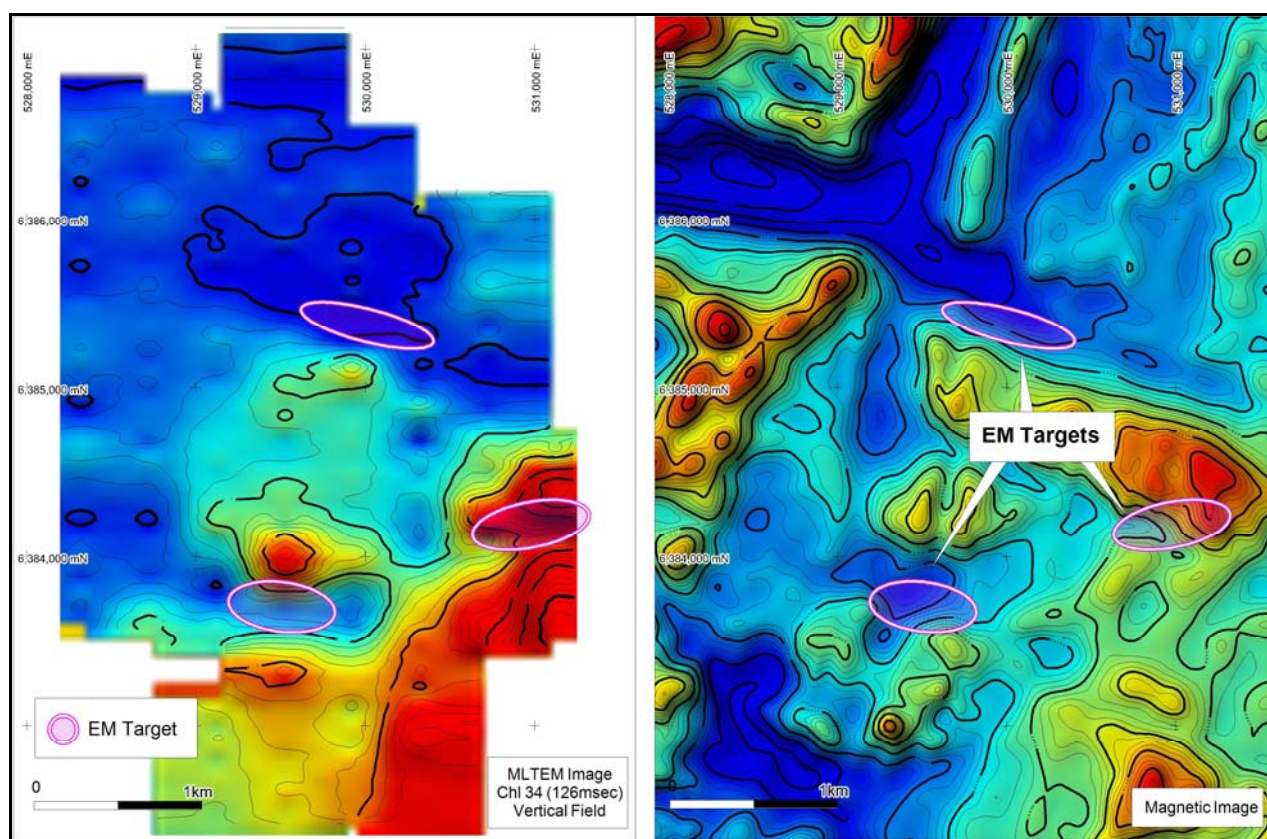 528,000 mE
529,000 mE
530,000 mE
531,000 mE
6,386,000 mN
6,385,000 mN
6,384,000 mN
EM Target
0
1km
MLTEM Image
Chl 34 (126msec)
Vertical Field
528,000 mE
529,000 mE
530,000 mE
531,000 mE
6,386,000 mN
6,385,000 mN
EM Targets
6,384,000 mN
0
1km
Magnetic Image